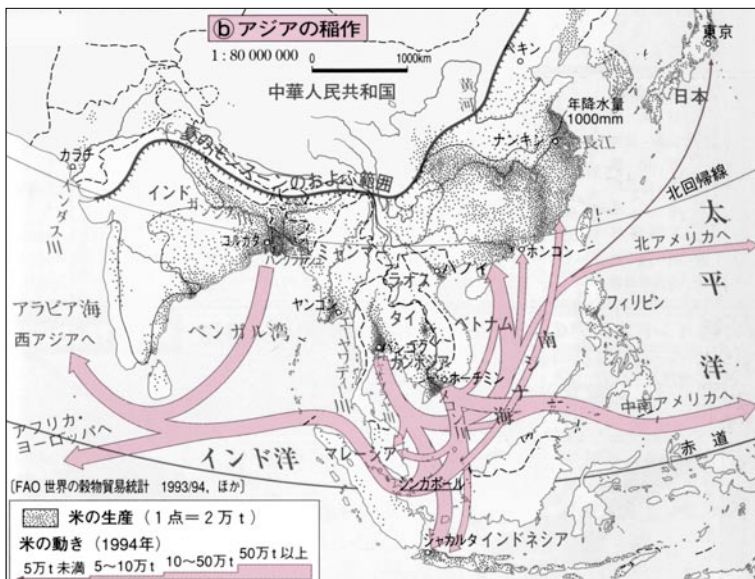 ⓑ アジアの稲作
1：80 000 000
0 1000km
ペキン
東京
中華人民共和国
黄河
日本
年降水量
1000mm
ナンキン
長江
カラチ
夏のモンスーンのおよぶ範囲
インダス川
インド
北回帰線
コルカタ
バングラデシュ
ミャンマー
ハノイ
ホンコン
太平洋
北アメリカへ
ラオス
アラビア海
ヤンゴン
タイ
ベトナム
フィリピン
西アジアへ
ベンガル湾
バンコク
カンボジア
南シナ海
ホーチミン
メコン川
アフリカ・
ヨーロッパへ
中南アメリカへ
インド洋
マレーシア
赤道
〔FAO 世界の穀物貿易統計 1993/94，ほか〕
シンガポール
米の生産（1点＝2万t）
米の動き（1994年）
ジャカルタ
インドネシア
5万t未満 5～10万t 10～50万t 50万t以上